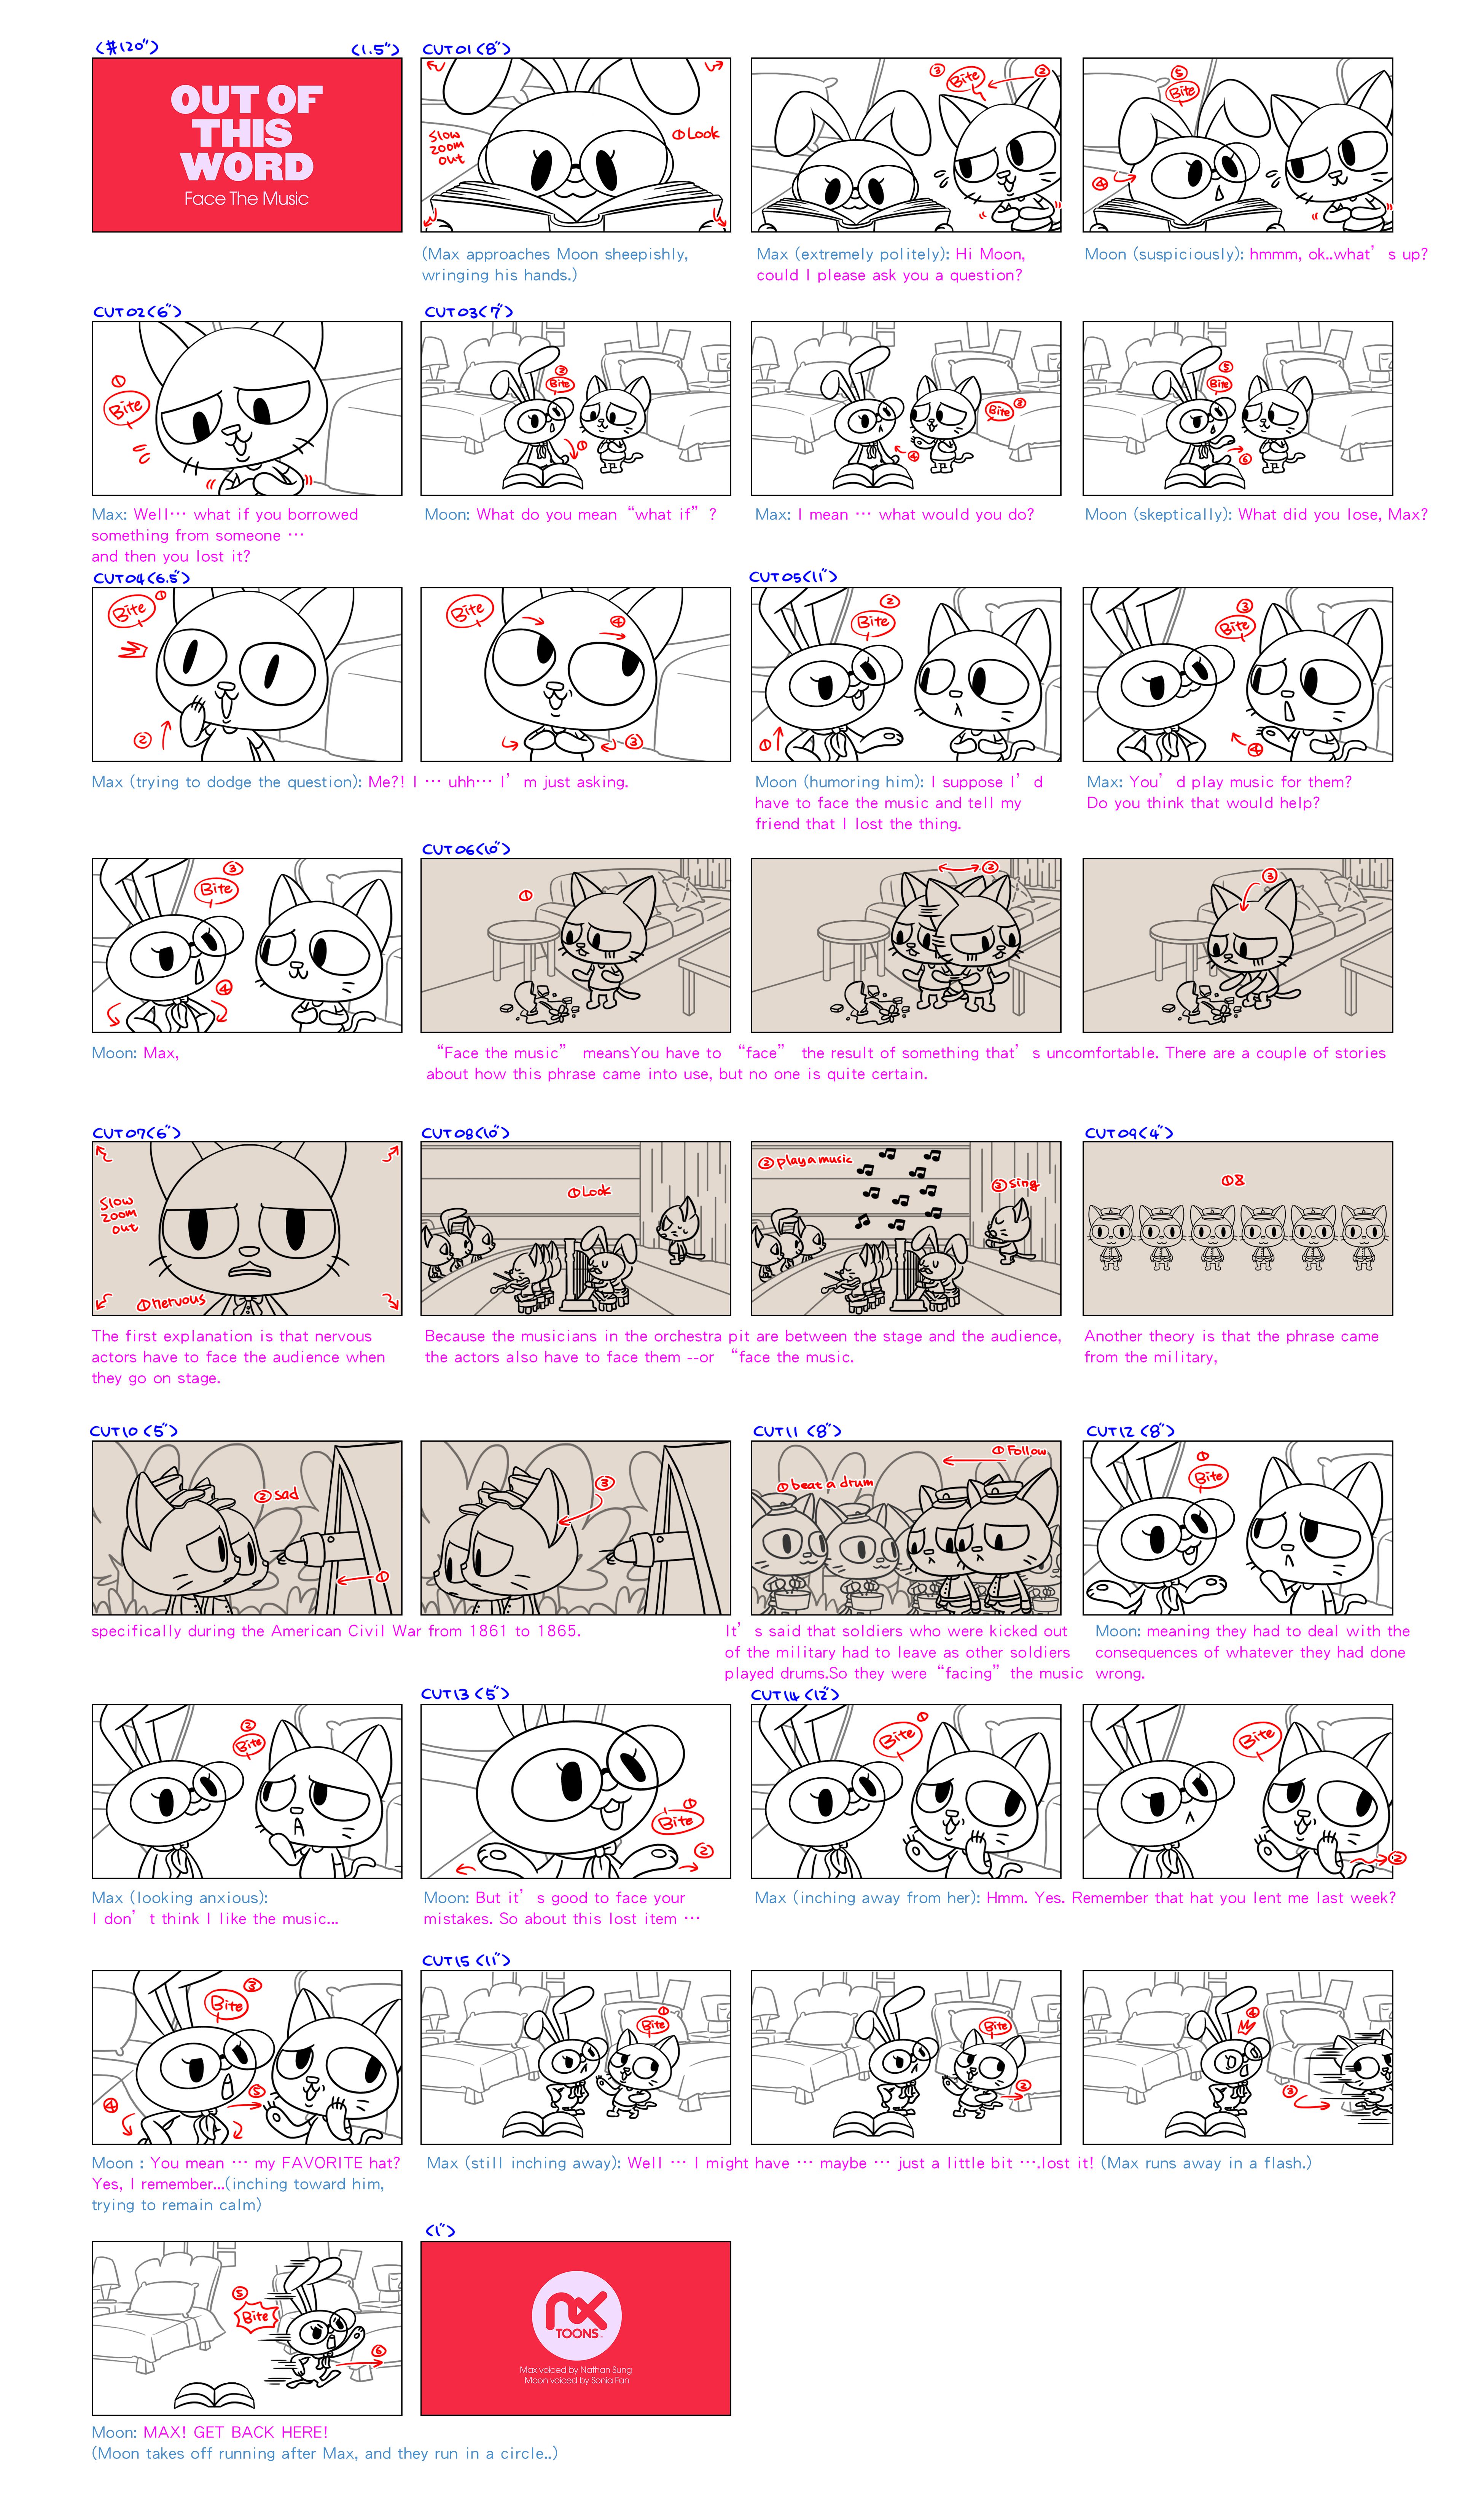 (#120")
(1.5")
OUT OF
THIS
WORD
Face The Music
CUT01 (8")
Slow
zoom
out
① Look
(Max approaches Moon sheepishly,
wringing his hands.)
③ Bite ②
Max (extremely politely): Hi Moon,
could I please ask you a question?
⑤ Bite
④
Moon (suspiciously): hmmm, ok..what's up?
CUT02 (6")
① Bite
Max: Well… what if you borrowed
something from someone …
and then you lost it?
CUT03 (7")
② Bite
①
Moon: What do you mean “what if” ?
Bite ③
④
Max: I mean … what would you do?
⑤ Bite
⑥
Moon (skeptically): What did you lose, Max?
CUT04 (6.5")
Bite ①
②
Bite
④
③
Max (trying to dodge the question): Me?! I … uhh… I'm just asking.
CUT05 (11")
② Bite
①
Moon (humoring him): I suppose I'd
have to face the music and tell my
friend that I lost the thing.
③ Bite
④
Max: You'd play music for them?
Do you think that would help?
③ Bite
④
Moon: Max,
CUT06 (10")
①
②
③
“Face the music” meansYou have to “face” the result of something that's uncomfortable. There are a couple of stories
about how this phrase came into use, but no one is quite certain.
CUT07 (6")
Slow
zoom
out
① nervous
The first explanation is that nervous
actors have to face the audience when
they go on stage.
CUT08 (10")
① Look
② play a music
③ sing
Because the musicians in the orchestra pit are between the stage and the audience,
the actors also have to face them --or “face the music.
CUT09 (4")
①
Another theory is that the phrase came
from the military,
CUT10 (5")
② sad
①
③
specifically during the American Civil War from 1861 to 1865.
CUT11 (8")
① Follow
① beat a drum
It's said that soldiers who were kicked out
of the military had to leave as other soldiers
played drums.So they were “facing” the music
CUT12 (8")
① Bite
Moon: meaning they had to deal with the
consequences of whatever they had done
wrong.
② Bite
Max (looking anxious):
I don't think I like the music...
CUT13 (5")
① Bite
②
Moon: But it's good to face your
mistakes. So about this lost item …
CUT14 (12")
Bite ①
Bite
②
Max (inching away from her): Hmm. Yes. Remember that hat you lent me last week?
③ Bite
④
⑤
Moon : You mean … my FAVORITE hat?
Yes, I remember...(inching toward him,
trying to remain calm)
CUT15 (11")
① Bite
Bite
②
④
③
Max (still inching away): Well … I might have … maybe … just a little bit ….lost it! (Max runs away in a flash.)
⑤ Bite
⑥
Moon: MAX! GET BACK HERE!
(Moon takes off running after Max, and they run in a circle..)
(1")
nx
TOONS
Max voiced by Nathan Sung
Moon voiced by Sonia Fan